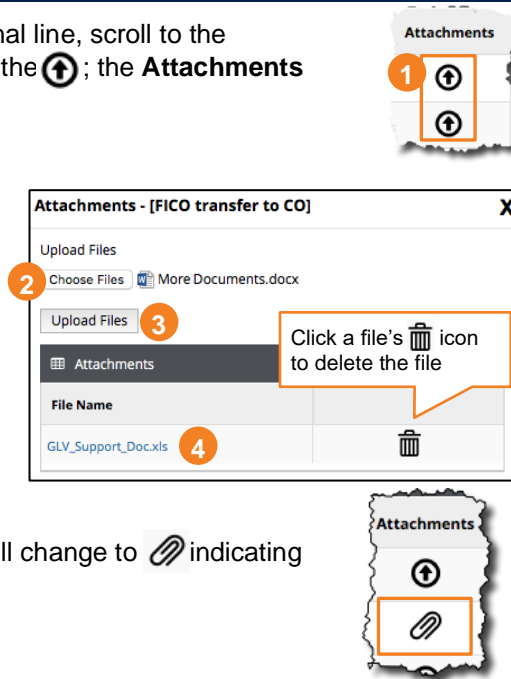 nal line, scroll to the
the ; the Attachments
Attachments
1
Attachments - [FICO transfer to CO]
X
Upload Files
2 Choose Files More Documents.docx
Upload Files 3
Click a file's icon
to delete the file
Attachments
File Name
GLV_Support_Doc.xls 4
ll change to indicating
Attachments